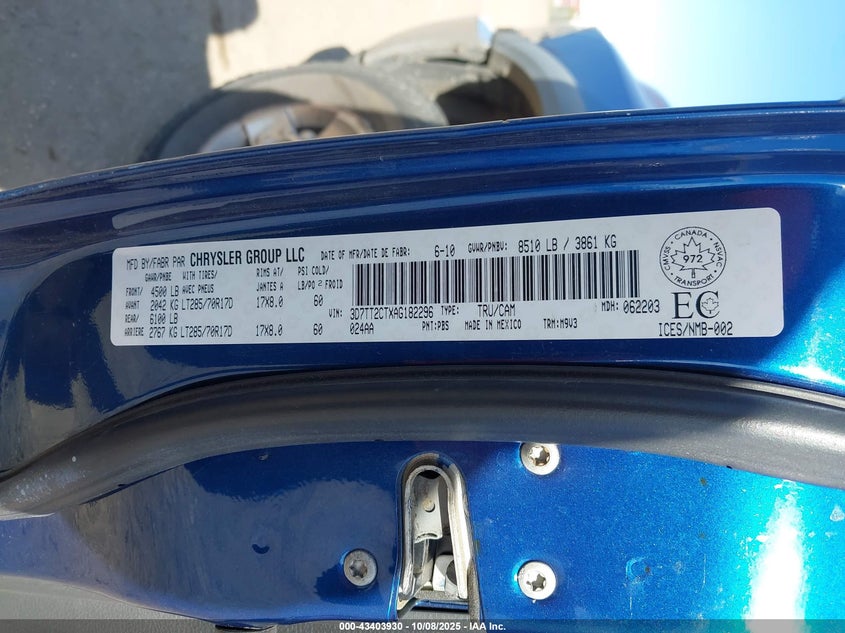 MFD BY/FABR PAR CHRYSLER GROUP LLC DATE OF MFR/DATE DE FABR: 6-10 GVWR/PNBV: 8510 LB / 3861 KG
GAWR/PNBE WITH TIRES/ RIMS AT/ PSI COLD/
FRONT/ 4500 LB AVEC PNEUS JANTES A LB/PO2 FROID
AVANT 2042 KG LT285/70R17D 17X8.0 60
REAR/ 6100 LB
ARRIERE 2767 KG LT285/70R17D 17X8.0 60
VIN: 3D7TT2CTXAG182296 TYPE: TRU/CAM MDH: 062203
024AA PNT:PBS MADE IN MEXICO TRM:M9V3
CMVSS CANADA NSVAC
972
TRANSPORT
EC
ICES/NMB-002
000-43403930 - 10/08/2025 - IAA Inc.